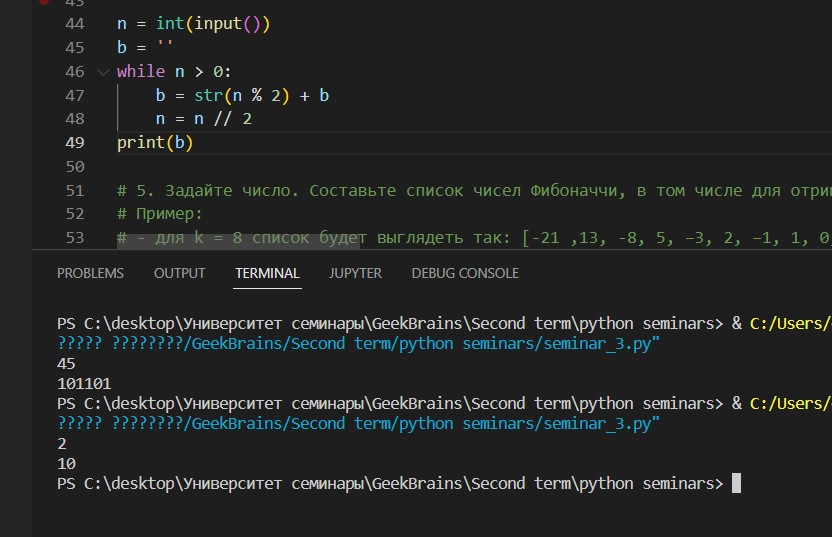 43
44 n = int(input())
45 b = ''
46 while n > 0:
47 b = str(n % 2) + b
48 n = n // 2
49 print(b)
50
51 # 5. Задайте число. Составьте список чисел Фибоначчи, в том числе для
52 # Пример:
53 # - для k = 8 список будет выглядеть так: [-21 ,13, -8, 5, –3, 2, –1, 1, 0,
PROBLEMS OUTPUT TERMINAL JUPYTER DEBUG CONSOLE
PS C:\desktop\Университет семинары\GeekBrains\Second term\python seminars> & C:/Users/
????? ????????/GeekBrains/Second term/python seminars/seminar_3.py"
45
101101
PS C:\desktop\Университет семинары\GeekBrains\Second term\python seminars> & C:/Users/
????? ????????/GeekBrains/Second term/python seminars/seminar_3.py"
2
10
PS C:\desktop\Университет семинары\GeekBrains\Second term\python seminars>